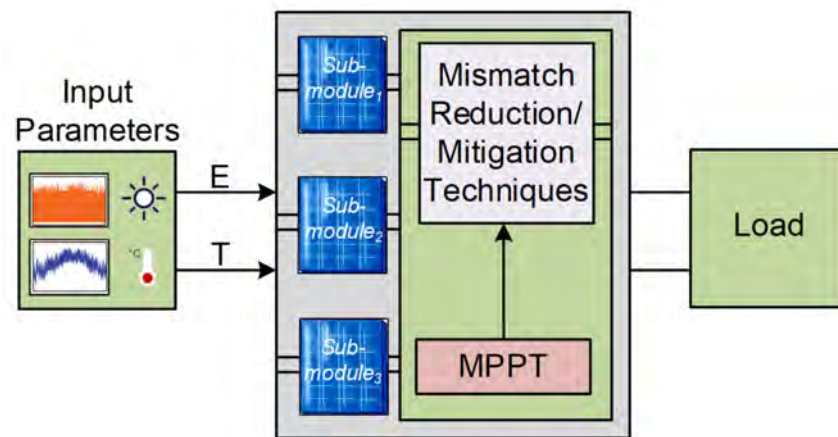 Input
Parameters
°C
E
T
Sub-
module₁
Sub-
module₂
Sub-
module₃
Mismatch
Reduction/
Mitigation
Techniques
MPPT
Load